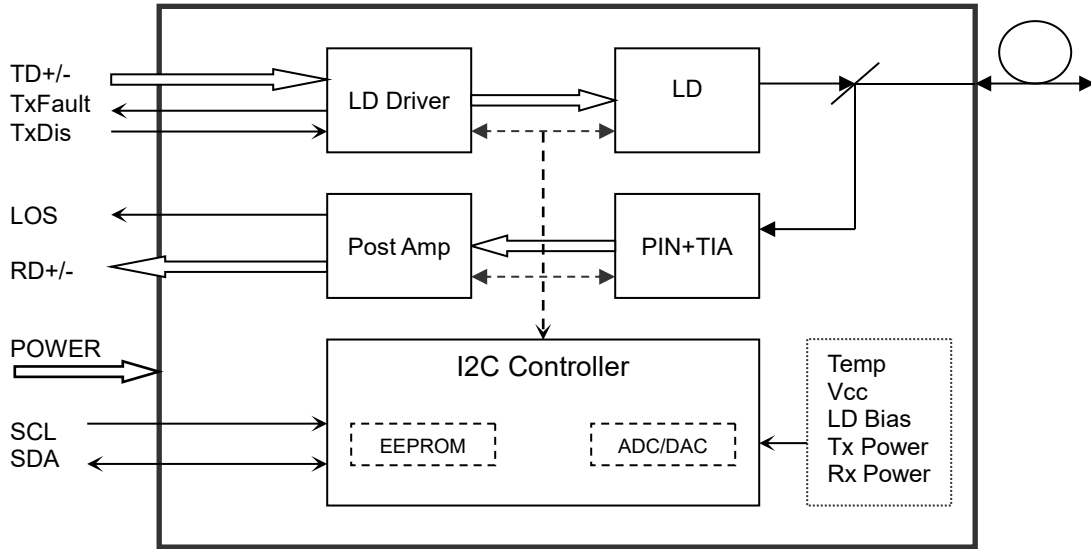 TD+/-
TxFault
TxDis
LD Driver
LD
LOS
RD+/-
Post Amp
PIN+TIA
POWER
SCL
SDA
I2C Controller
EEPROM
ADC/DAC
Temp
Vcc
LD Bias
Tx Power
Rx Power